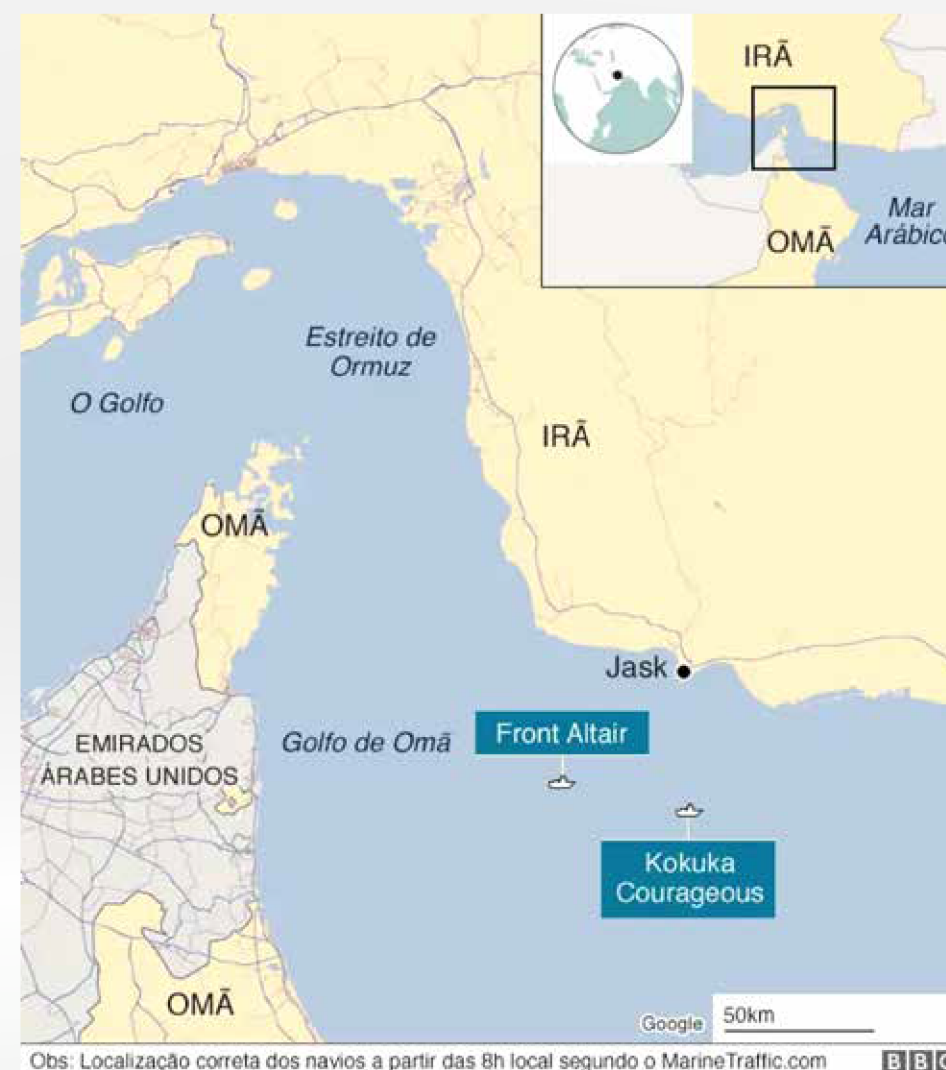 IRÃ
Mar
Arábico
OMÃ
Estreito de
Ormuz
O Golfo
IRÃ
OMÃ
Jask
EMIRADOS
ÁRABES UNIDOS
Golfo de Omã
Front Altair
Kokuka
Courageous
OMÃ
Google
50km
Obs: Localização correta dos navios a partir das 8h local segundo o MarineTraffic.com
BBC